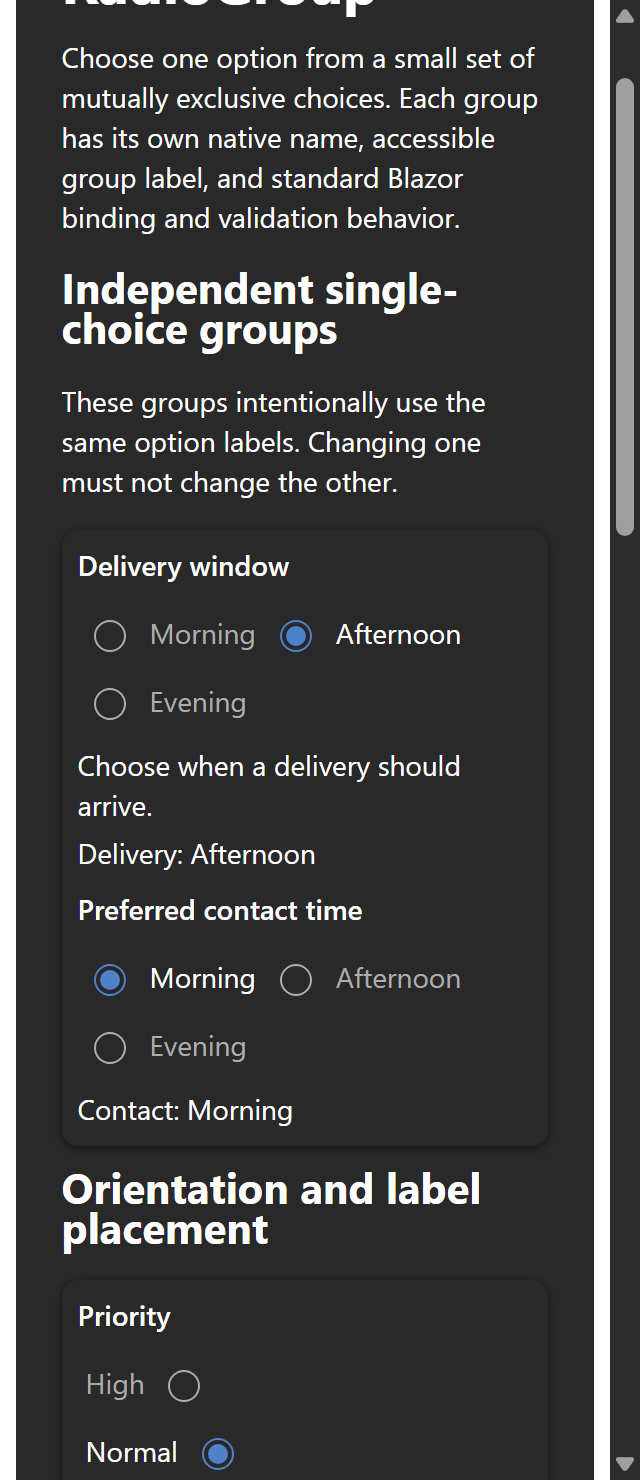 RadioGroup
Choose one option from a small set of
mutually exclusive choices. Each group
has its own native name, accessible
group label, and standard Blazor
binding and validation behavior.
Independent single-
choice groups
These groups intentionally use the
same option labels. Changing one
must not change the other.
Delivery window
Morning Afternoon
Evening
Choose when a delivery should
arrive.
Delivery: Afternoon
Preferred contact time
Morning Afternoon
Evening
Contact: Morning
Orientation and label
placement
Priority
High
Normal